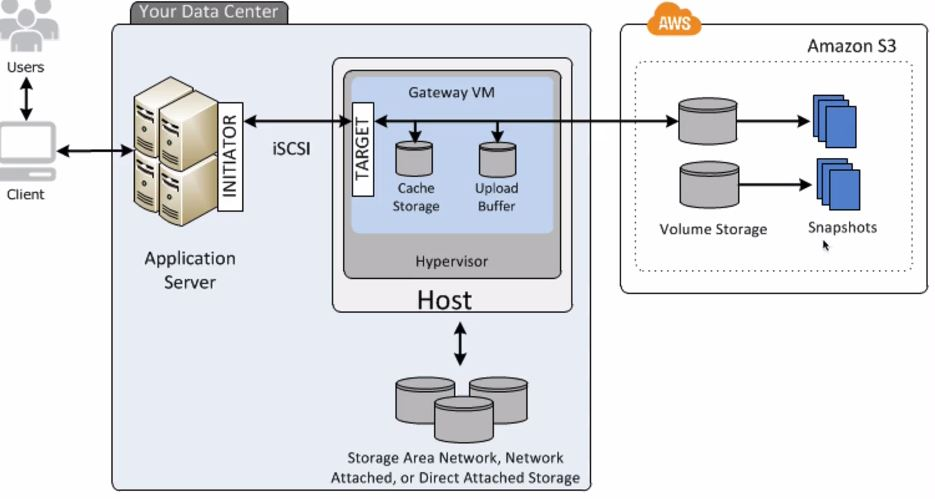 Your Data Center
Users
Client
Application
Server
INITIATOR
iSCSI
TARGET
Gateway VM
Cache
Storage
Upload
Buffer
Hypervisor
Host
Storage Area Network, Network
Attached, or Direct Attached Storage
AWS
Amazon S3
Volume Storage
Snapshots